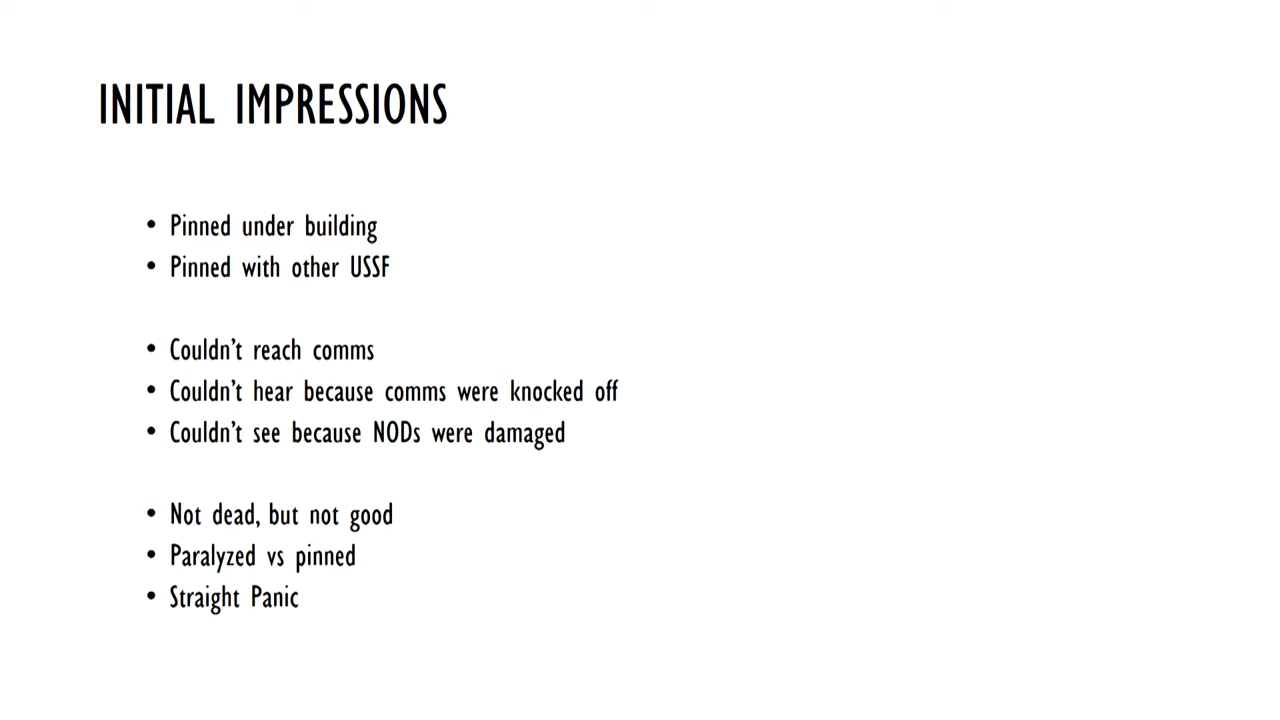 INITIAL IMPRESSIONS
• Pinned under building
• Pinned with other USSF
• Couldn't reach comms
• Couldn't hear because comms were knocked off
• Couldn't see because NODs were damaged
• Not dead, but not good
• Paralyzed vs pinned
• Straight Panic